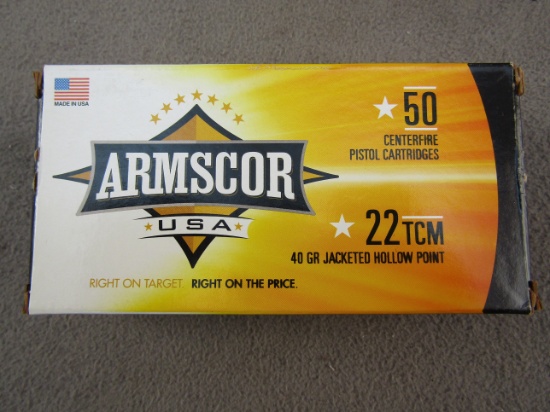 MADE IN USA
ARMSCOR
USA
RIGHT ON TARGET. RIGHT ON THE PRICE.
50
CENTERFIRE
PISTOL CARTRIDGES
22TCM
40 GR JACKETED HOLLOW POINT